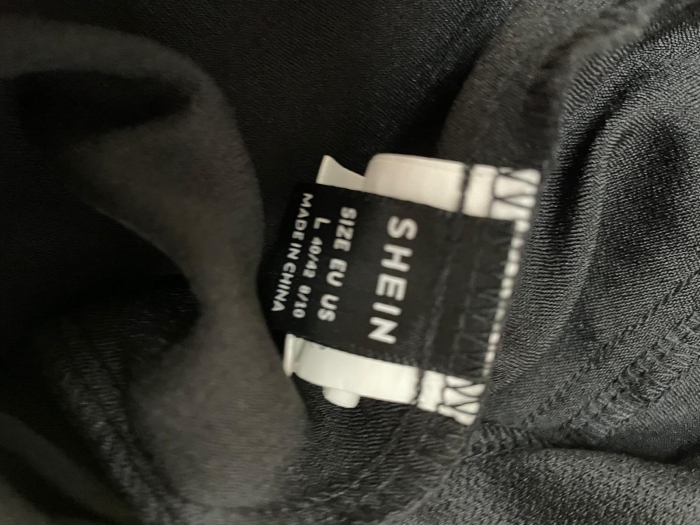 SHEIN
SIZE EU US
L 40/42 8/10
MADE IN CHINA